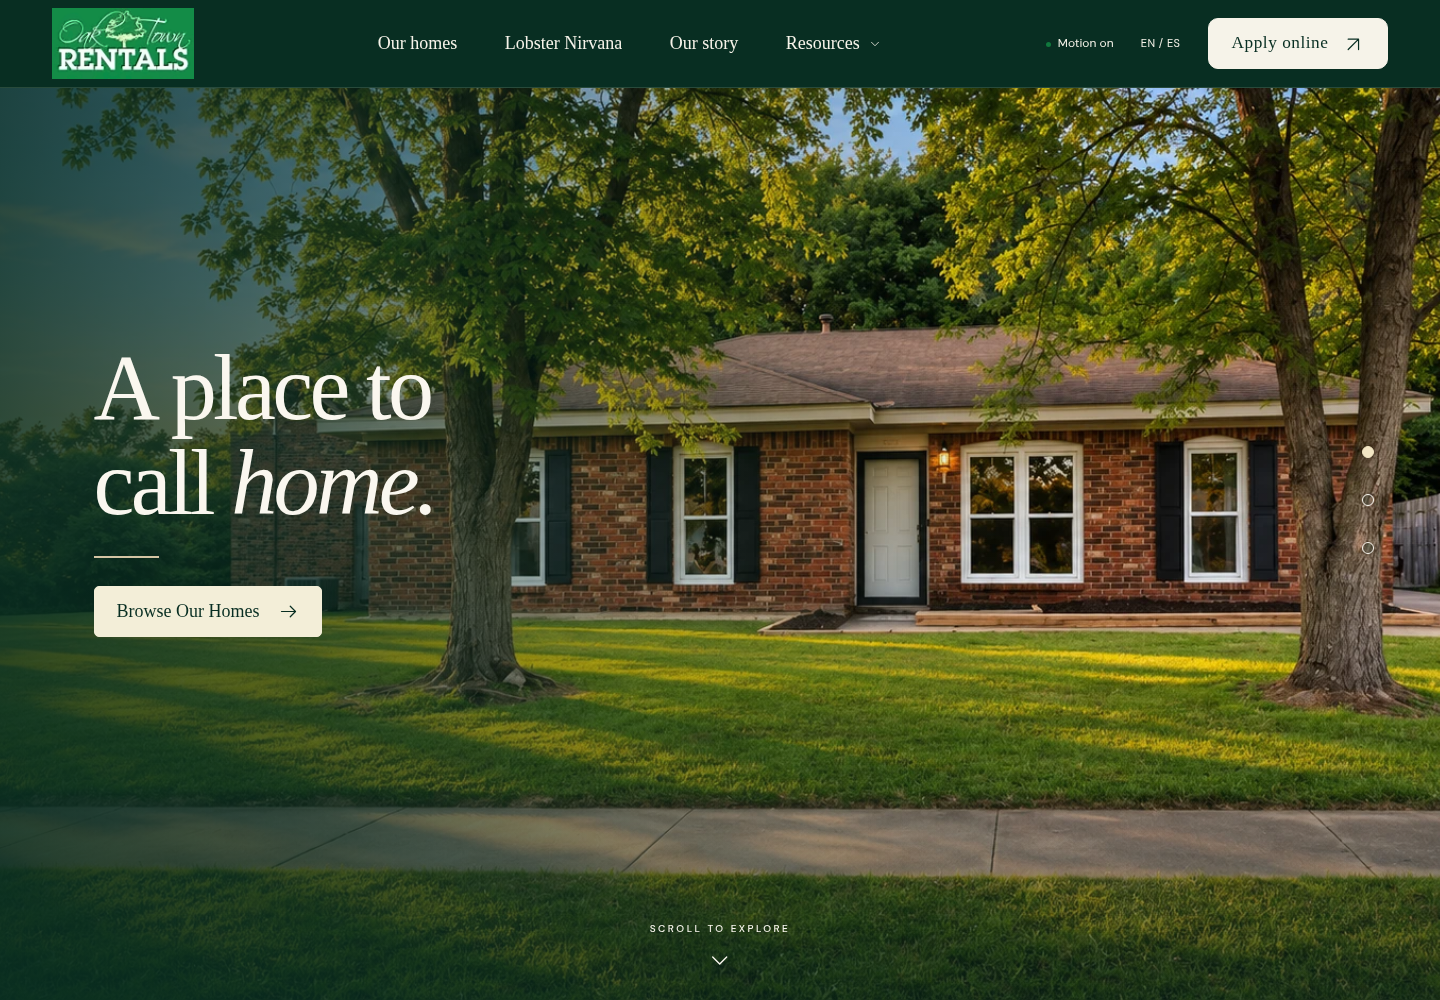 Oak Town
RENTALS
Our homes
Lobster Nirvana
Our story
Resources
Motion on
EN / ES
Apply online
A place to
call home.
Browse Our Homes
SCROLL TO EXPLORE